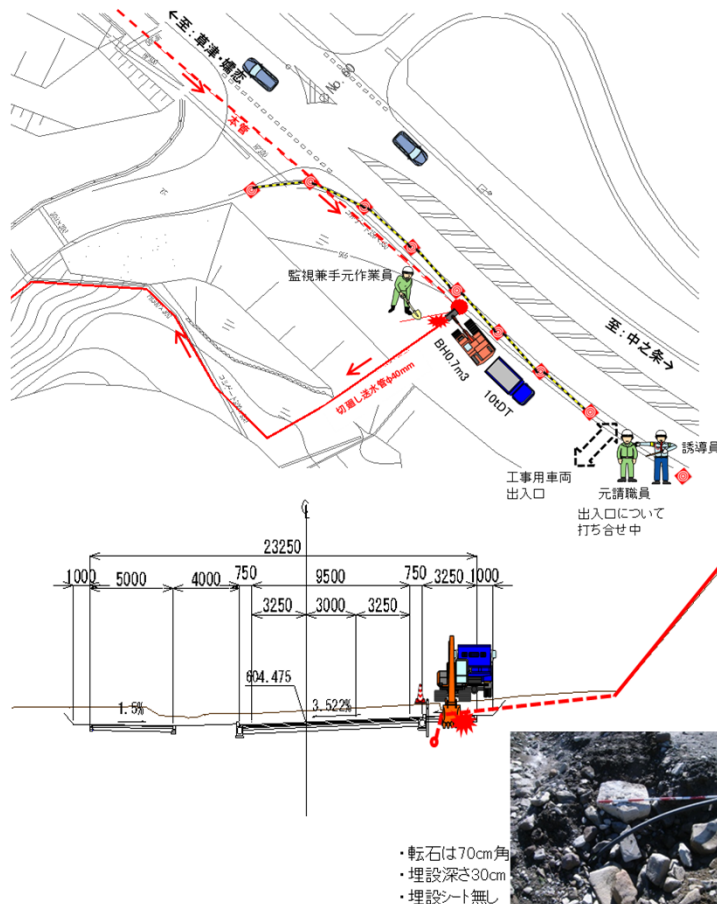 ←至:草津・嬬恋
No. 89
本管
監視兼手元作業員
至:中之条→
BH0.7m3
10tDT
切廻し送水管φ40mm
誘導員
工事用車両
出入口
元請職員
出入口について
打ち合せ中
23250
1000 5000 4000 750 9500 750 3250 1000
3250 3000 3250
604.475
1.5% 3.522%
・転石は70cm角
・埋設深さ30cm
・埋設シート無し